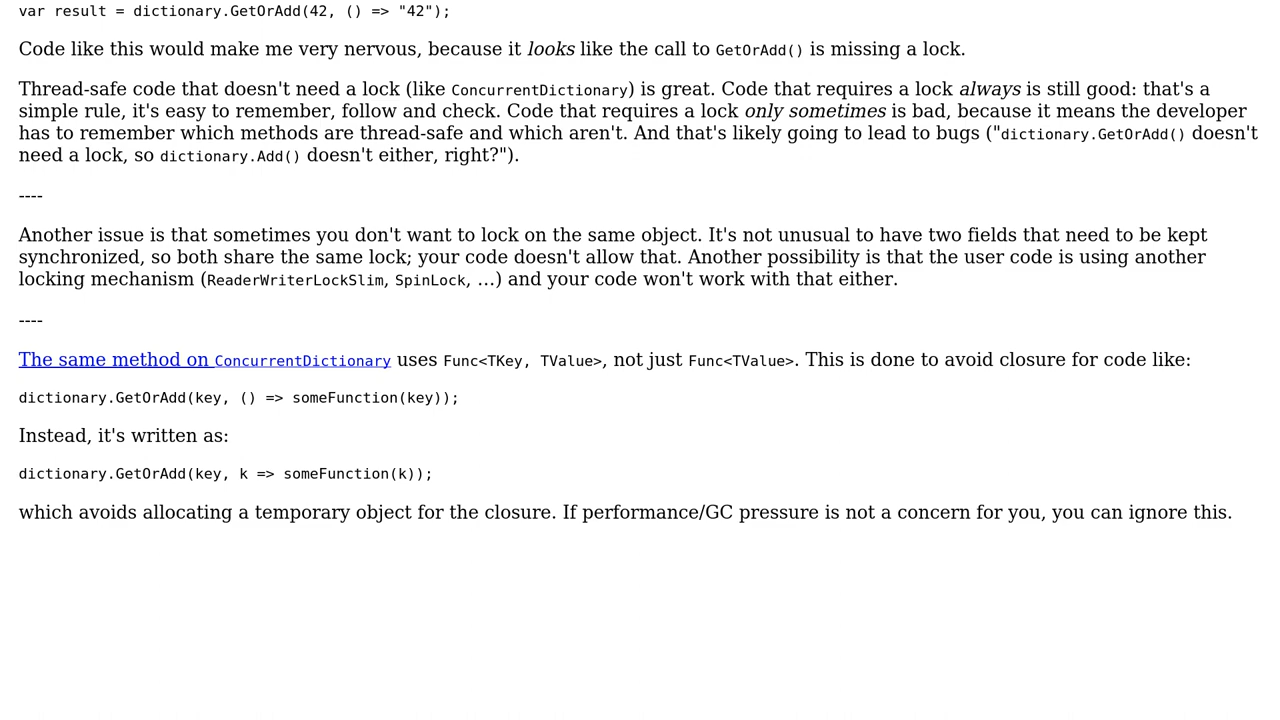 var result = dictionary.GetOrAdd(42, () => "42");
Code like this would make me very nervous, because it looks like the call to GetOrAdd() is missing a lock.
Thread-safe code that doesn't need a lock (like ConcurrentDictionary) is great. Code that requires a lock always is still good: that's a
simple rule, it's easy to remember, follow and check. Code that requires a lock only sometimes is bad, because it means the developer
has to remember which methods are thread-safe and which aren't. And that's likely going to lead to bugs ("dictionary.GetOrAdd() doesn't
need a lock, so dictionary.Add() doesn't either, right?").
----
Another issue is that sometimes you don't want to lock on the same object. It's not unusual to have two fields that need to be kept
synchronized, so both share the same lock; your code doesn't allow that. Another possibility is that the user code is using another
locking mechanism (ReaderWriterLockSlim, SpinLock, …) and your code won't work with that either.
----
The same method on ConcurrentDictionary uses Func<TKey, TValue>, not just Func<TValue>. This is done to avoid closure for code like:
dictionary.GetOrAdd(key, () => someFunction(key));
Instead, it's written as:
dictionary.GetOrAdd(key, k => someFunction(k));
which avoids allocating a temporary object for the closure. If performance/GC pressure is not a concern for you, you can ignore this.